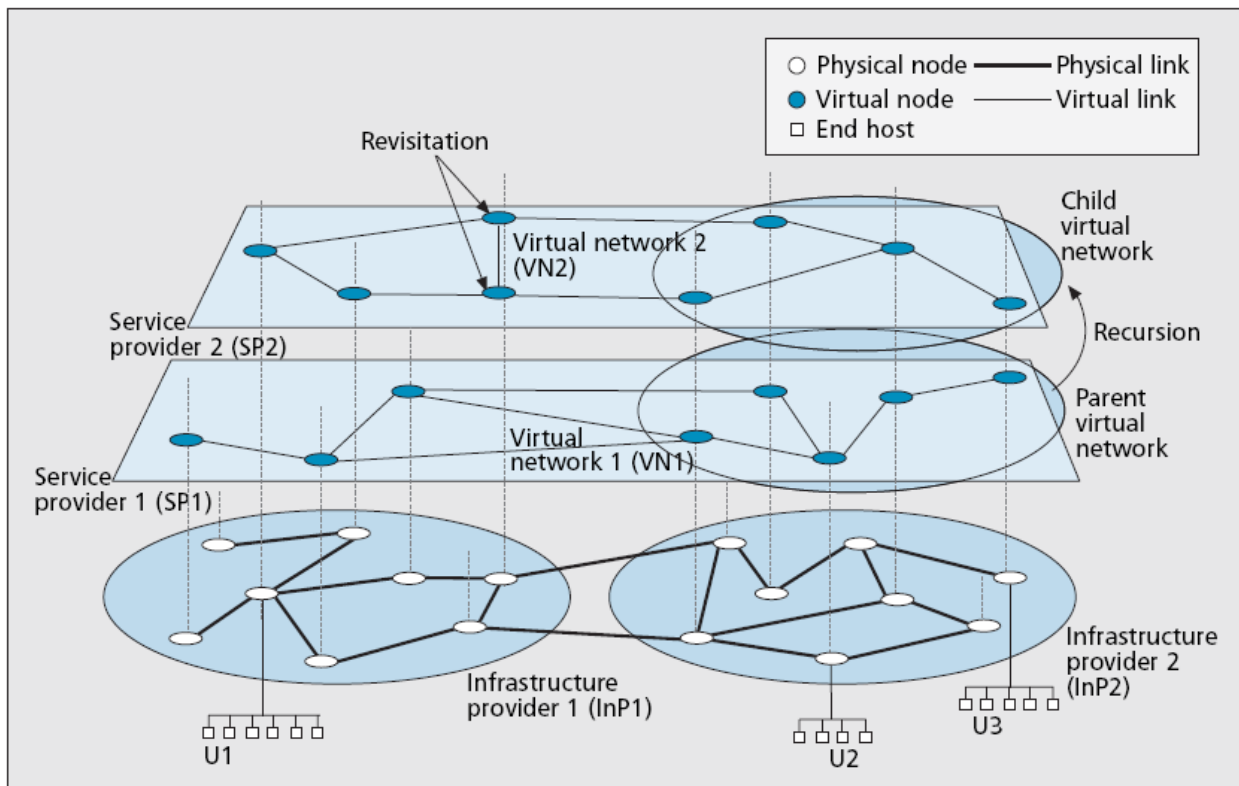 Physical node
Physical link
Virtual node
Virtual link
End host
Revisitation
Child
virtual
network
Virtual network 2
(VN2)
Service
provider 2 (SP2)
Recursion
Parent
virtual
network
Virtual
network 1 (VN1)
Service
provider 1 (SP1)
Infrastructure
provider 2
(InP2)
Infrastructure
provider 1 (InP1)
U3
U1
U2